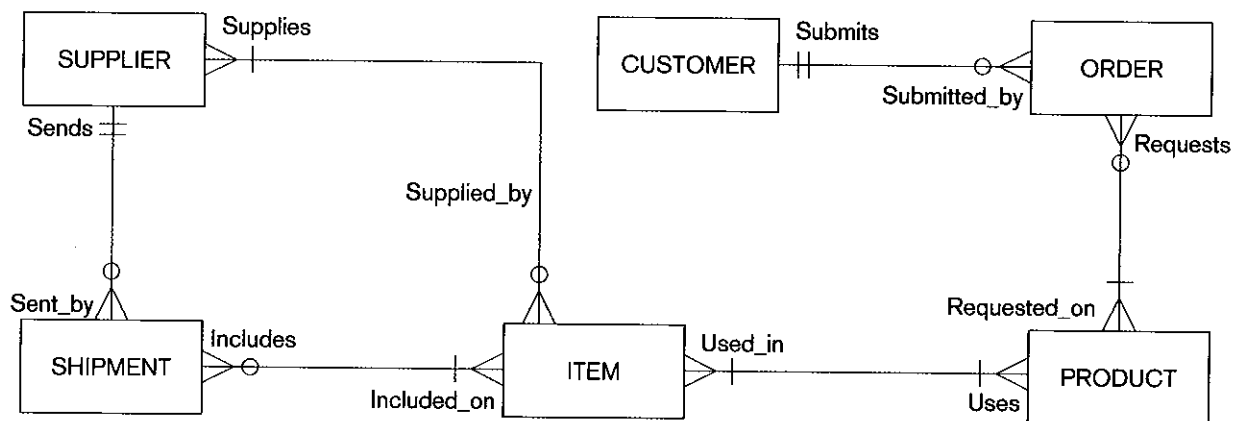 Supplies
SUPPLIER
Submits
CUSTOMER
ORDER
Submitted_by
Sends
Requests
Supplied_by
Sent_by
Includes
SHIPMENT
Included_on
ITEM
Used_in
Requested_on
PRODUCT
Uses